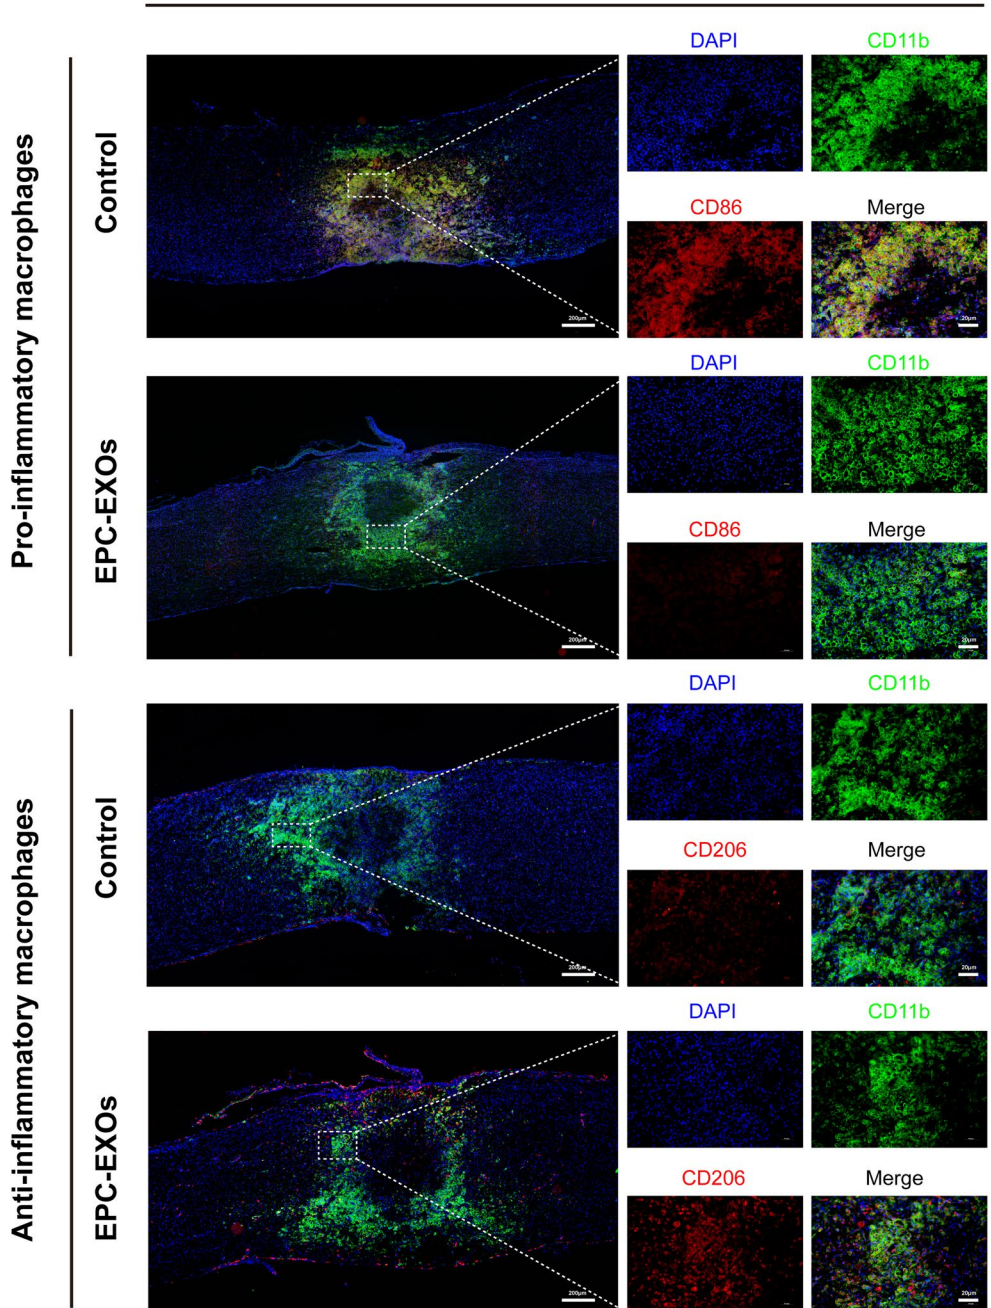 Pro-inflammatory macrophages
Control
200µm
DAPI
CD11b
CD86
Merge
20µm
EPC-EXOs
200µm
DAPI
CD11b
CD86
Merge
20µm
Anti-inflammatory macrophages
Control
200µm
DAPI
CD11b
CD206
Merge
20µm
EPC-EXOs
200µm
DAPI
CD11b
CD206
Merge
20µm